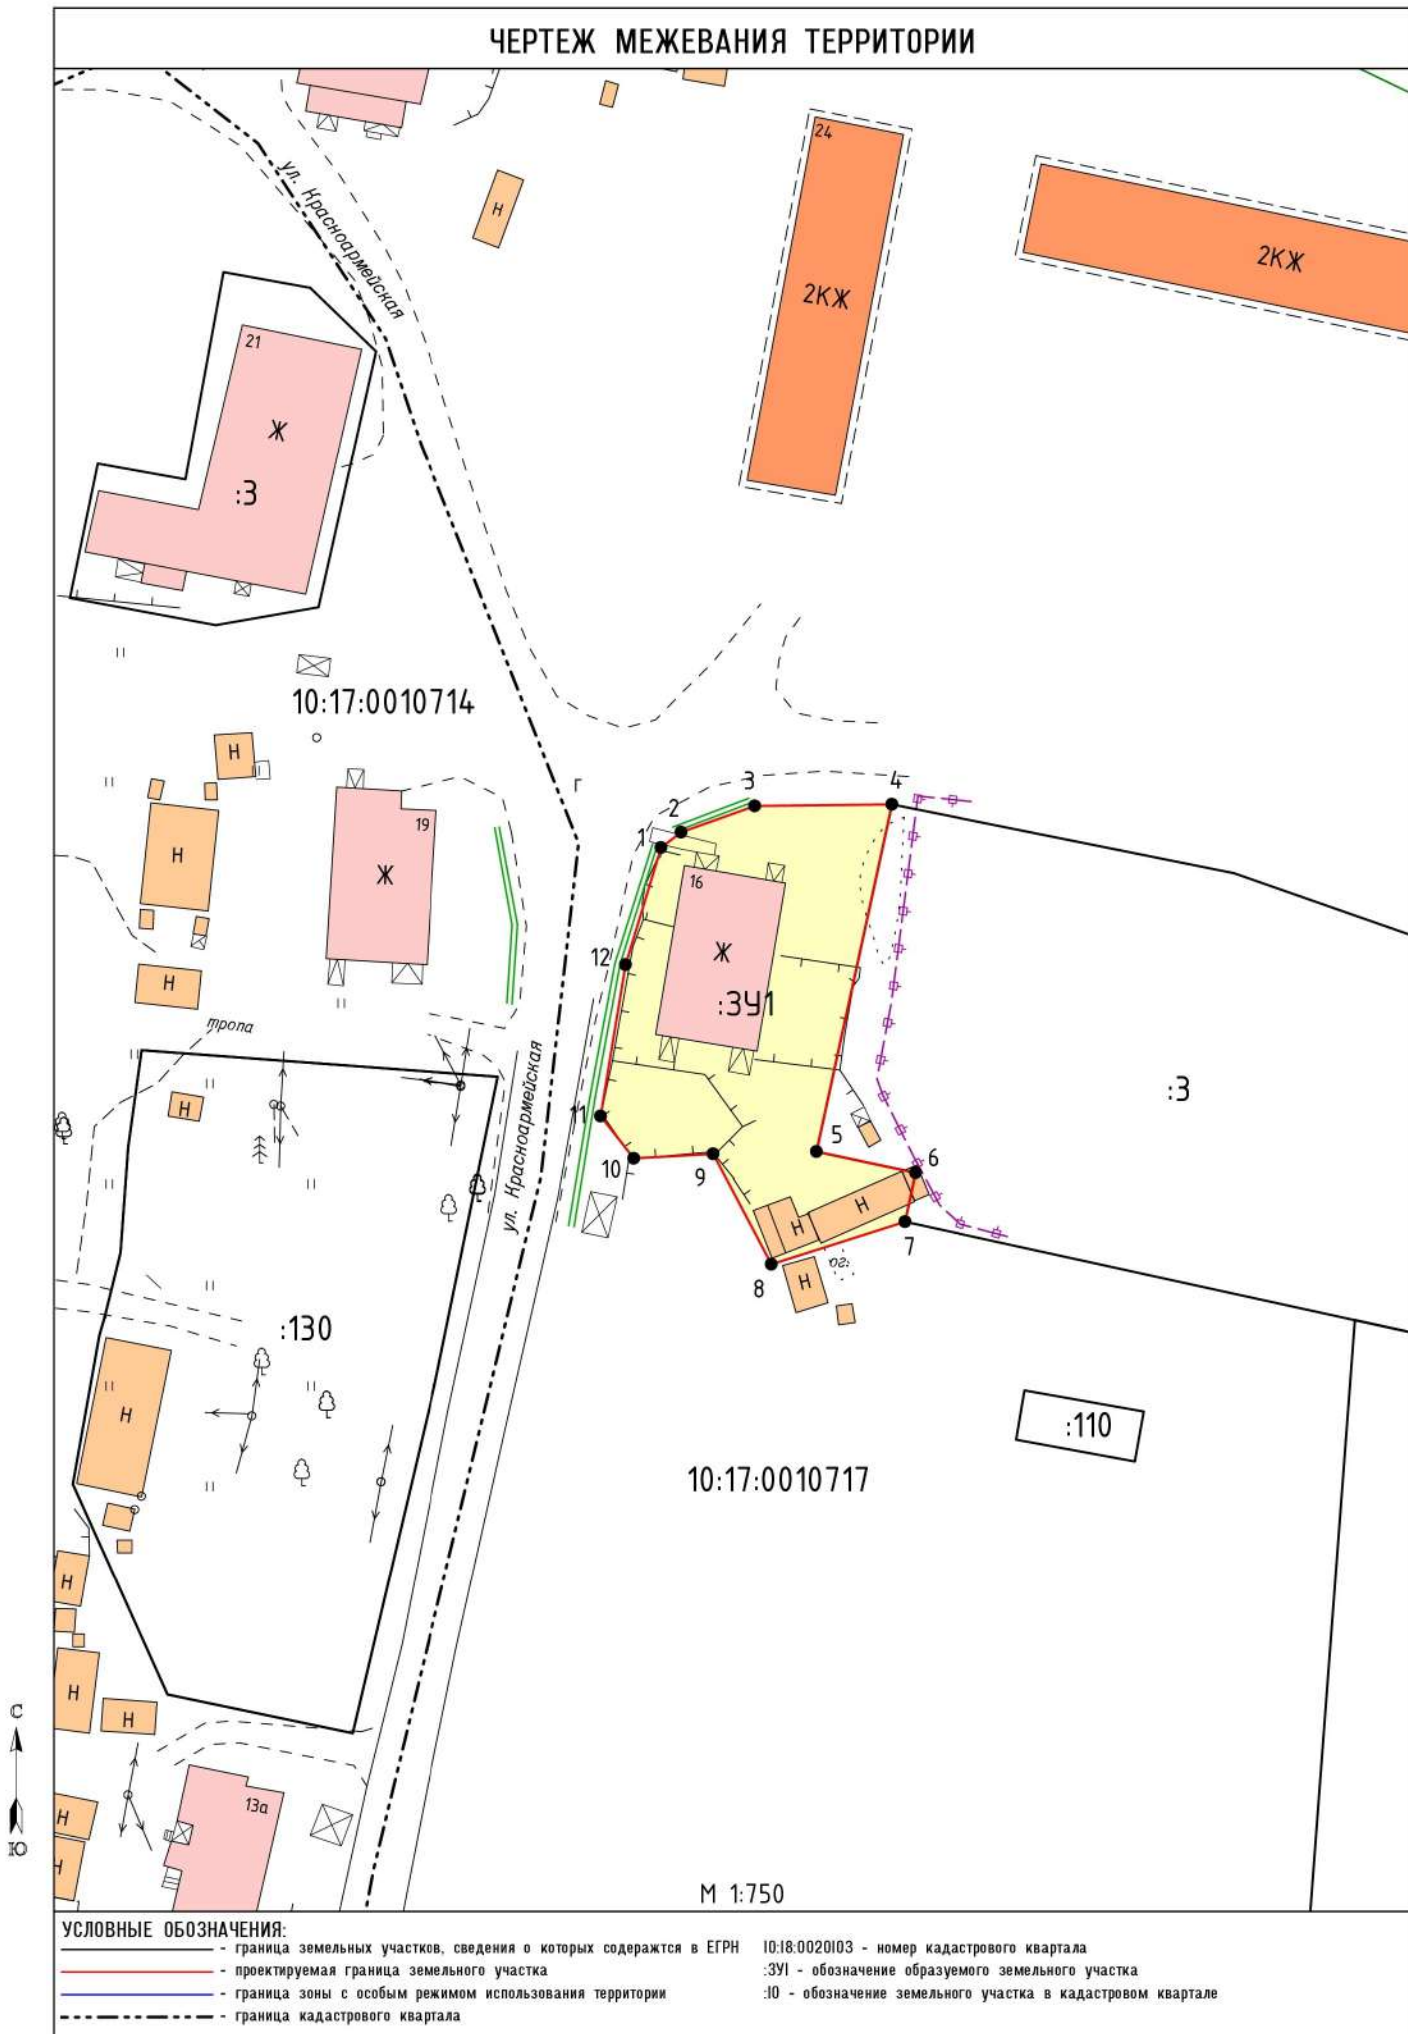 ЧЕРТЕЖ МЕЖЕВАНИЯ ТЕРРИТОРИИ
24
ул. Красноармейская
Н
2КЖ
2КЖ
21
Ж
:3
10:17:0010714
Н
Г
3
4
2
1
19
Н
Ж
16
12
Ж
Н
:ЗУ1
тропа
ул. Красноармейская
:3
Н
11
5
10
9
6
Н
Н
7
8
Н
:130
Н
:110
10:17:0010717
Н
Н
Н
С
13а
Н
Ю
Н
М 1:750
УСЛОВНЫЕ ОБОЗНАЧЕНИЯ:
- граница земельных участков, сведения о которых содержатся в ЕГРН
10:18:0020103 - номер кадастрового квартала
- проектируемая граница земельного участка
:ЗУ1 - обозначение образуемого земельного участка
- граница зоны с особым режимом использования территории
:10 - обозначение земельного участка в кадастровом квартале
- граница кадастрового квартала